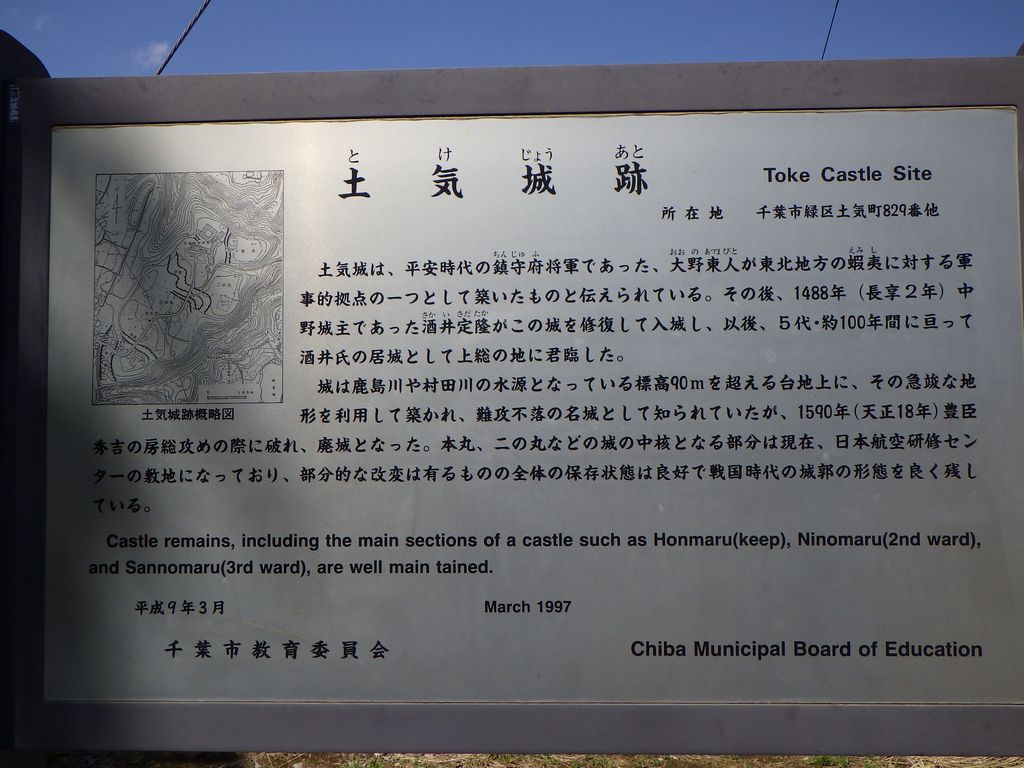 と け じょう あと
土気城跡
Toke Castle Site
所在地 千葉市緑区土気町829番他
ちんじゅふ おおのあづまびと えみし
土気城は、平安時代の鎮守府将軍であった、大野東人が東北地方の蝦夷に対する軍
事的拠点の一つとして築いたものと伝えられている。その後、1488年（長享２年）中
さかいさだたか
野城主であった酒井定隆がこの城を修復して入城し、以後、５代･約100年間に亘って
酒井氏の居城として上総の地に君臨した。
城は鹿島川や村田川の水源となっている標高90ｍを超える台地上に、その急竣な地
形を利用して築かれ、難攻不落の名城として知られていたが、1590年(天正18年)豊臣
土気城跡概略図
秀吉の房総攻めの際に破れ、廃城となった。本丸、二の丸などの城の中核となる部分は現在、日本航空研修セン
ターの敷地になっており、部分的な改変は有るものの全体の保存状態は良好で戦国時代の城郭の形態を良く残し
ている。
Castle remains, including the main sections of a castle such as Honmaru(keep), Ninomaru(2nd ward),
and Sannomaru(3rd ward), are well main tained.
平成９年３月 March 1997
千葉市教育委員会 Chiba Municipal Board of Education